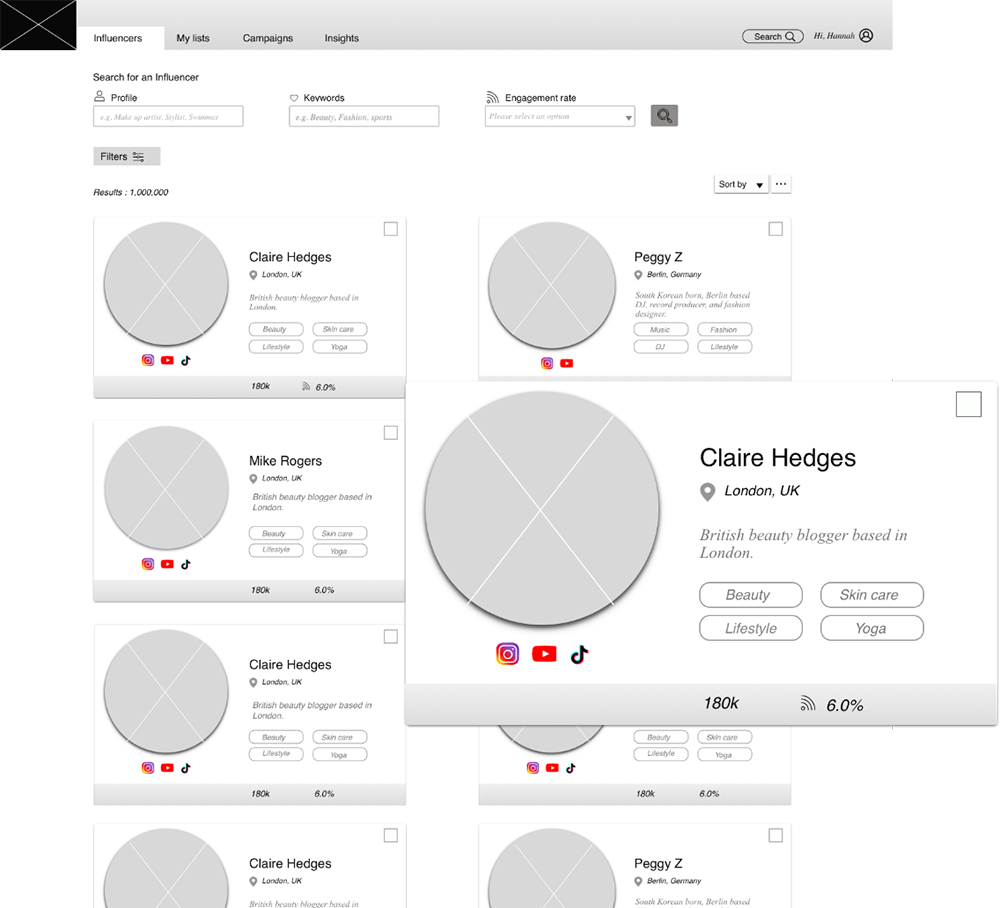 Influencers My lists Campaigns Insights Search Hi, Hannah
Search for an Influencer
Profile Keywords Engagement rate
e.g. Make up artist, Stylist, Swimmer e.g. Beauty, Fashion, sports Please select an option
Filters
Results : 1,000,000
Sort by
Claire Hedges
London, UK
British beauty blogger based in
London.
Beauty Skin care
Lifestyle Yoga
180k 6.0%
Peggy Z
Berlin, Germany
South Korean born, Berlin based
DJ, record producer, and fashion
designer.
Music Fashion
DJ Lifestyle
Mike Rogers
London, UK
British beauty blogger based in
London.
Beauty Skin care
Lifestyle Yoga
180k 6.0%
Claire Hedges
London, UK
British beauty blogger based in
London.
Beauty Skin care
Lifestyle Yoga
180k 6.0%
Claire Hedges
London, UK
British beauty blogger based in
London.
Beauty Skin care
Lifestyle Yoga
180k 6.0%
Beauty Skin care
Lifestyle Yoga
180k 6.0%
Claire Hedges
London, UK
British beauty blogger based in
Peggy Z
Berlin, Germany
South Korean born, Berlin based